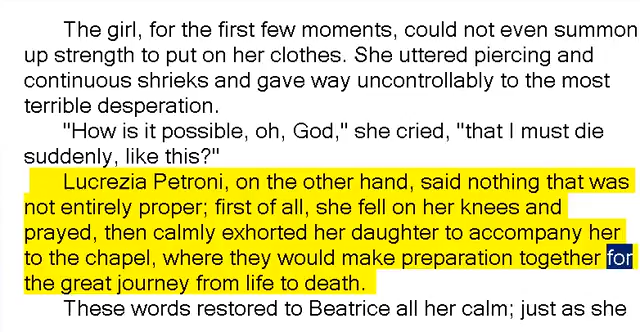 The girl, for the first few moments, could not even summon
up strength to put on her clothes. She uttered piercing and
continuous shrieks and gave way uncontrollably to the most
terrible desperation.
"How is it possible, oh, God," she cried, "that I must die
suddenly, like this?"
Lucrezia Petroni, on the other hand, said nothing that was
not entirely proper; first of all, she fell on her knees and
prayed, then calmly exhorted her daughter to accompany her
to the chapel, where they would make preparation together for
the great journey from life to death.
These words restored to Beatrice all her calm; just as she